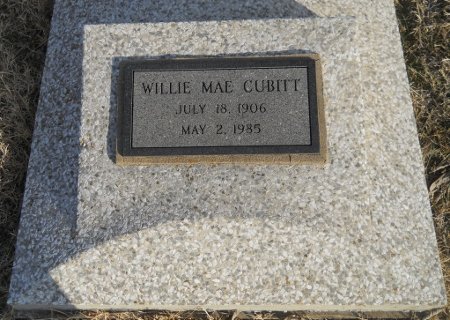 WILLIE MAE CUBITT
JULY 18, 1906
MAY 2, 1985